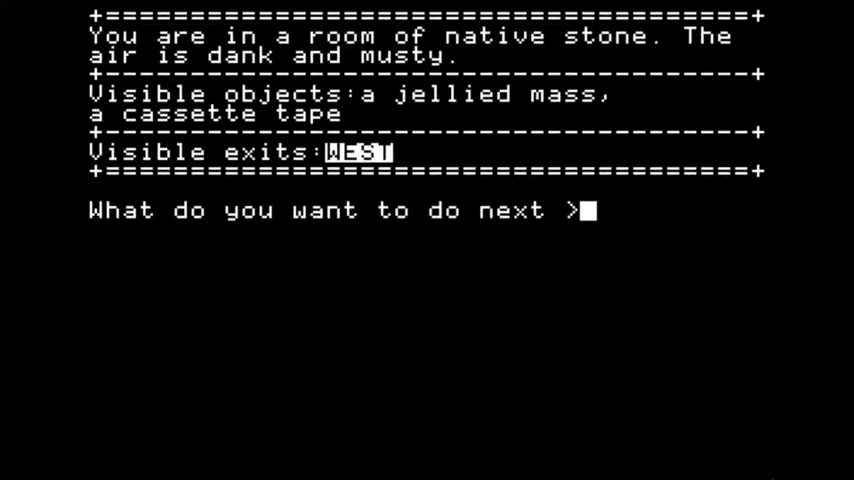 +=======================================+
You are in a room of native stone. The
air is dank and musty.
+---------------------------------------+
Visible objects:a jellied mass,
a cassette tape
+---------------------------------------+
Visible exits:WEST
+=======================================+
What do you want to do next >